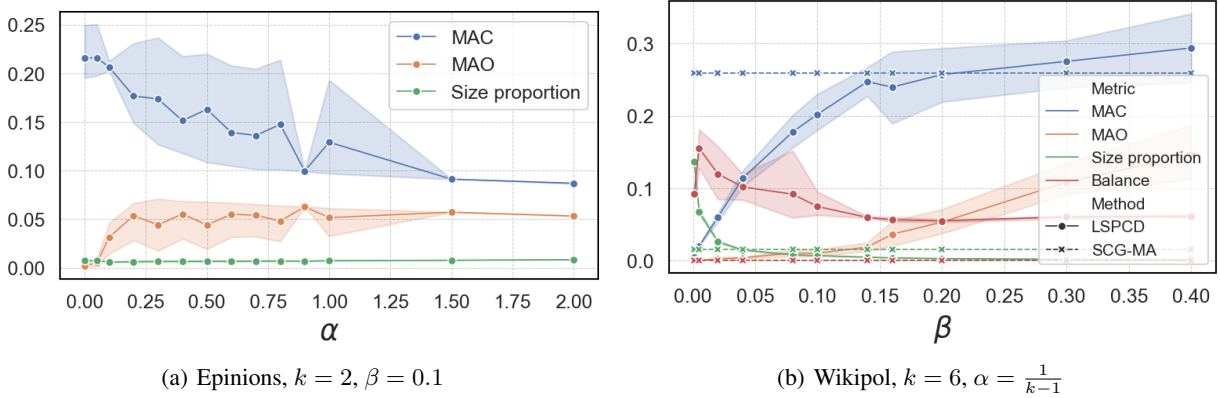 0.25
0.20
0.15
0.10
0.05
0.00
MAC
MAO
Size proportion
0.00 0.25 0.50 0.75 1.00 1.25 1.50 1.75 2.00
α
(a) Epinions, k = 2, β = 0.1
0.3
0.2
0.1
0.0
Metric
MAC
MAO
Size proportion
Balance
Method
LSPCD
SCG-MA
0.00 0.05 0.10 0.15 0.20 0.25 0.30 0.35 0.40
β
(b) Wikipol, k = 6, α = 1/(k−1)